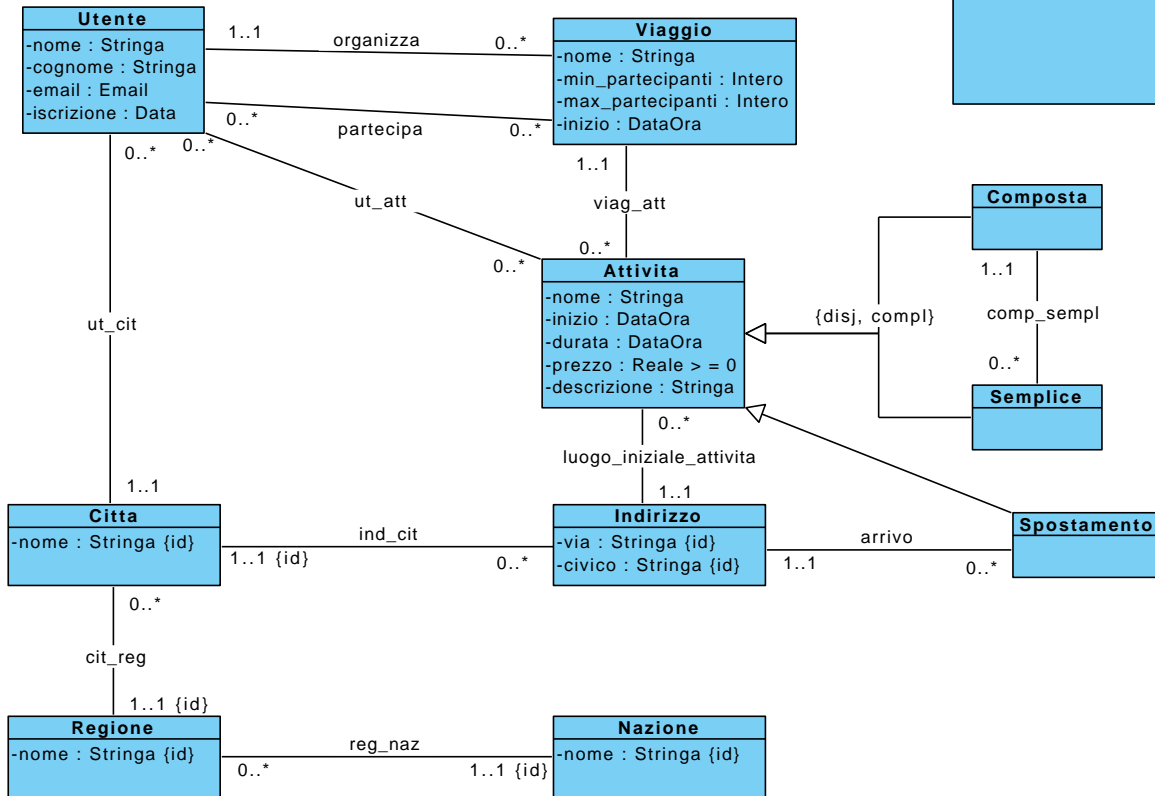 Utente
-nome : Stringa
-cognome : Stringa
-email : Email
-iscrizione : Data
1..1
organizza
0..*
Viaggio
-nome : Stringa
-min_partecipanti : Intero
-max_partecipanti : Intero
-inizio : DataOra
0..*
partecipa
0..*
0..*
0..*
ut_att
0..*
1..1
viag_att
0..*
ut_cit
1..1
Attivita
-nome : Stringa
-inizio : DataOra
-durata : DataOra
-prezzo : Reale > = 0
-descrizione : Stringa
{disj, compl}
Composta
1..1
comp_sempl
0..*
Semplice
0..*
luogo_iniziale_attivita
1..1
Citta
-nome : Stringa {id}
1..1 {id}
ind_cit
0..*
Indirizzo
-via : Stringa {id}
-civico : Stringa {id}
1..1
arrivo
0..*
Spostamento
0..*
cit_reg
1..1 {id}
Regione
-nome : Stringa {id}
0..*
reg_naz
1..1 {id}
Nazione
-nome : Stringa {id}